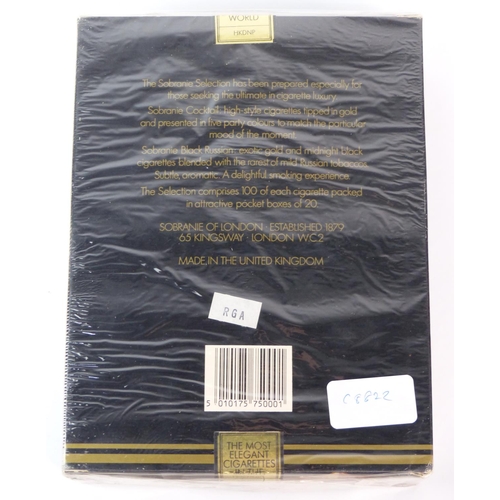 WORLD
HKDNP
The Sobranie Selection has been prepared especially for
those seeking the ultimate in cigarette luxury.
Sobranie Cocktail: high-style cigarettes tipped in gold
and presented in five party colours to match the particular
mood of the moment.
Sobranie Black Russian: exotic gold and midnight black
cigarettes blended with the rarest of mild Russian tobaccos.
Subtle, aromatic. A delightful smoking experience.
The Selection comprises 100 of each cigarette packed
in attractive pocket boxes of 20.
SOBRANIE OF LONDON · ESTABLISHED 1879
65 KINGSWAY · LONDON W.C.2
MADE IN THE UNITED KINGDOM
RGA
5 010175 750001
C8822
THE MOST
ELEGANT
CIGARETTES